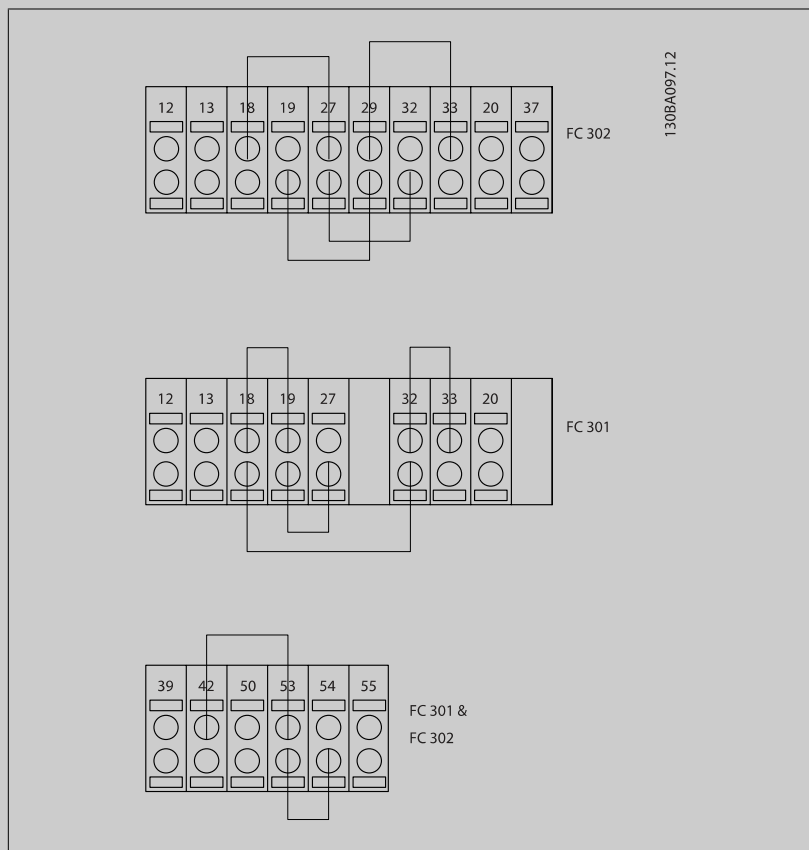 12 13 18 19 27 29 32 33 20 37
FC 302
130BA097.12
12 13 18 19 27 32 33 20
FC 301
39 42 50 53 54 55
FC 301 &
FC 302